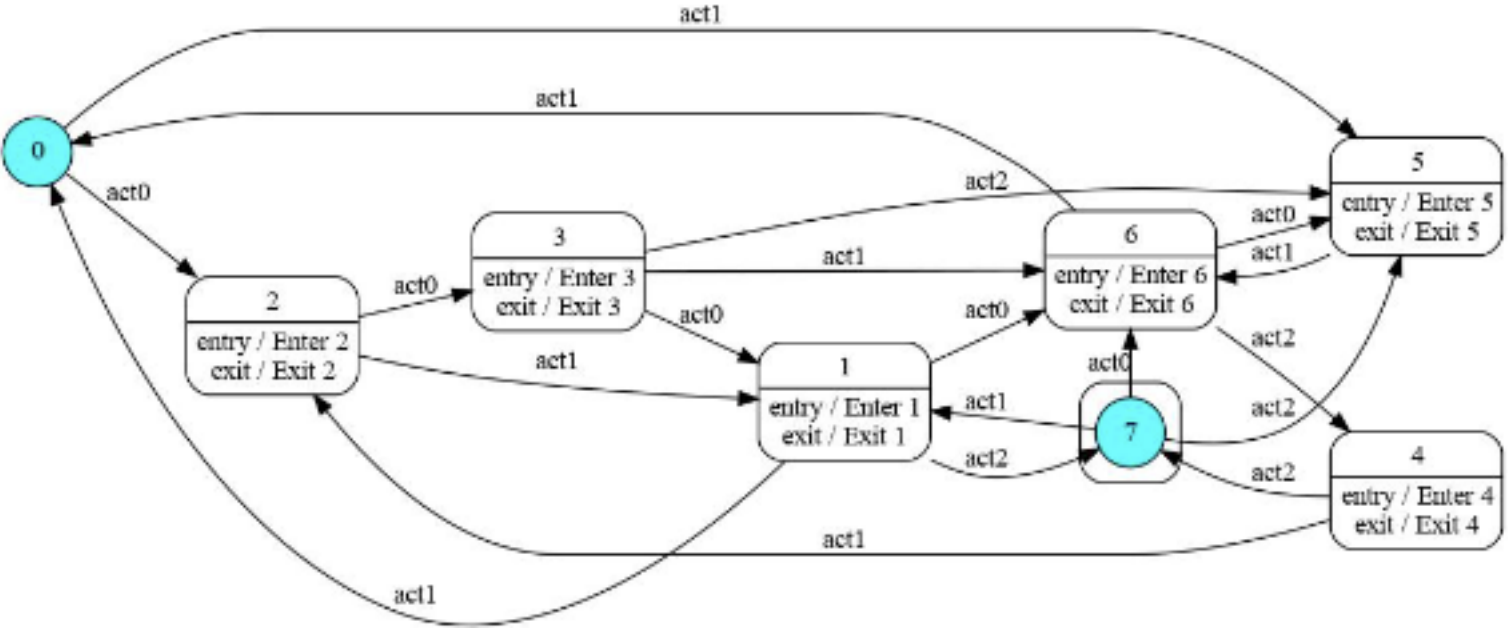 act1
act1
0
act0
act2
5
entry / Enter 5
exit / Exit 5
3
entry / Enter 3
exit / Exit 3
act1
6
entry / Enter 6
exit / Exit 6
act0
act1
2
entry / Enter 2
exit / Exit 2
act0
act0
act0
act2
act1
1
entry / Enter 1
exit / Exit 1
act0
act1
7
act2
act2
act2
4
entry / Enter 4
exit / Exit 4
act1
act1